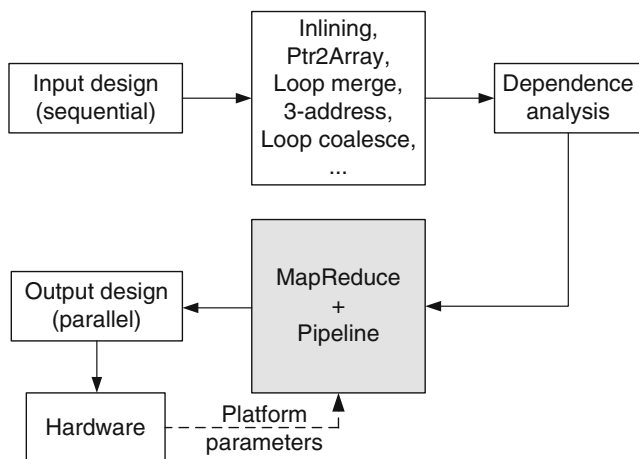 Input design
(sequential)
Inlining,
Ptr2Array,
Loop merge,
3-address,
Loop coalesce,
...
Dependence
analysis
MapReduce
+
Pipeline
Output design
(parallel)
Hardware
Platform
parameters